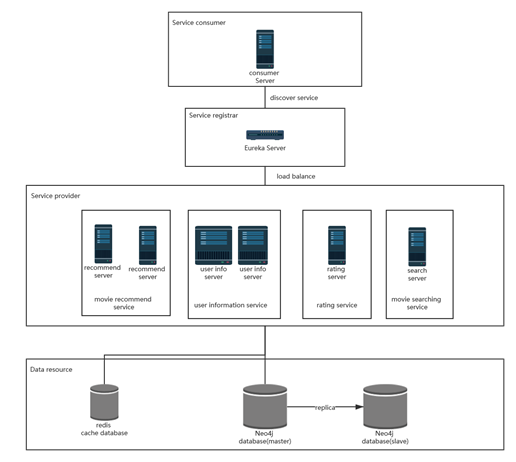 Service consumer
consumer
Server
discover service
Service registrar
Eureka Server
load balance
Service provider
recommend
server
recommend
server
movie recommend
service
user info
server
user info
server
user information service
rating
server
rating service
search
server
movie searching
service
Data resource
redis
cache database
Neo4j
database(master)
replica
Neo4j
database(slave)